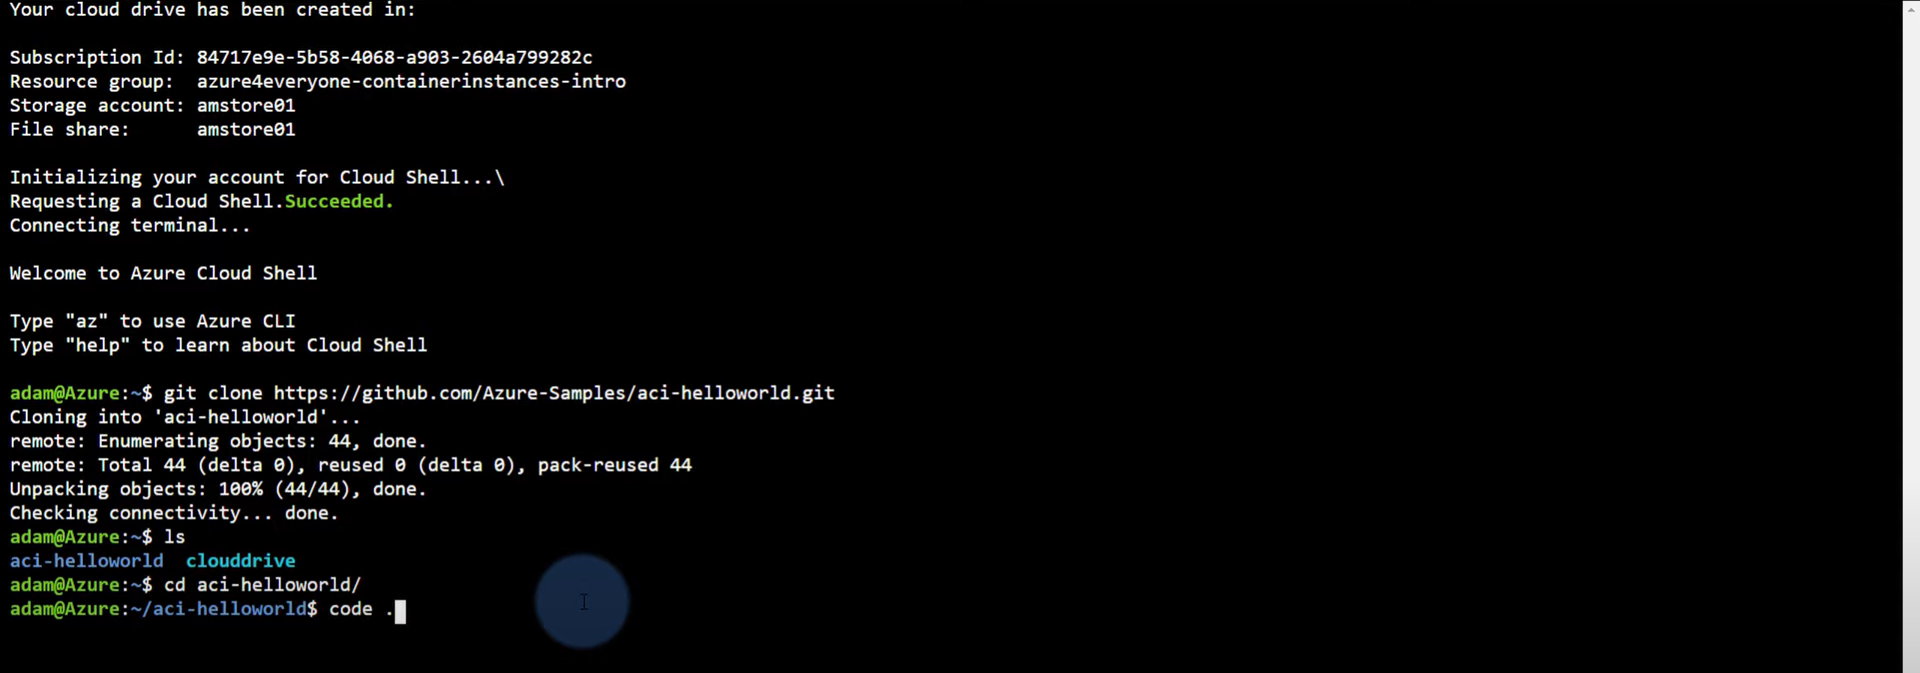 Your cloud drive has been created in:
Subscription Id: 84717e9e-5b58-4068-a903-2604a799282c
Resource group:  azure4everyone-containerinstances-intro
Storage account: amstore01
File share:      amstore01
Initializing your account for Cloud Shell...\
Requesting a Cloud Shell.Succeeded.
Connecting terminal...
Welcome to Azure Cloud Shell
Type "az" to use Azure CLI
Type "help" to learn about Cloud Shell
adam@Azure:~$ git clone https://github.com/Azure-Samples/aci-helloworld.git
Cloning into 'aci-helloworld'...
remote: Enumerating objects: 44, done.
remote: Total 44 (delta 0), reused 0 (delta 0), pack-reused 44
Unpacking objects: 100% (44/44), done.
Checking connectivity... done.
adam@Azure:~$ ls
aci-helloworld  clouddrive
adam@Azure:~$ cd aci-helloworld/
adam@Azure:~/aci-helloworld$ code .